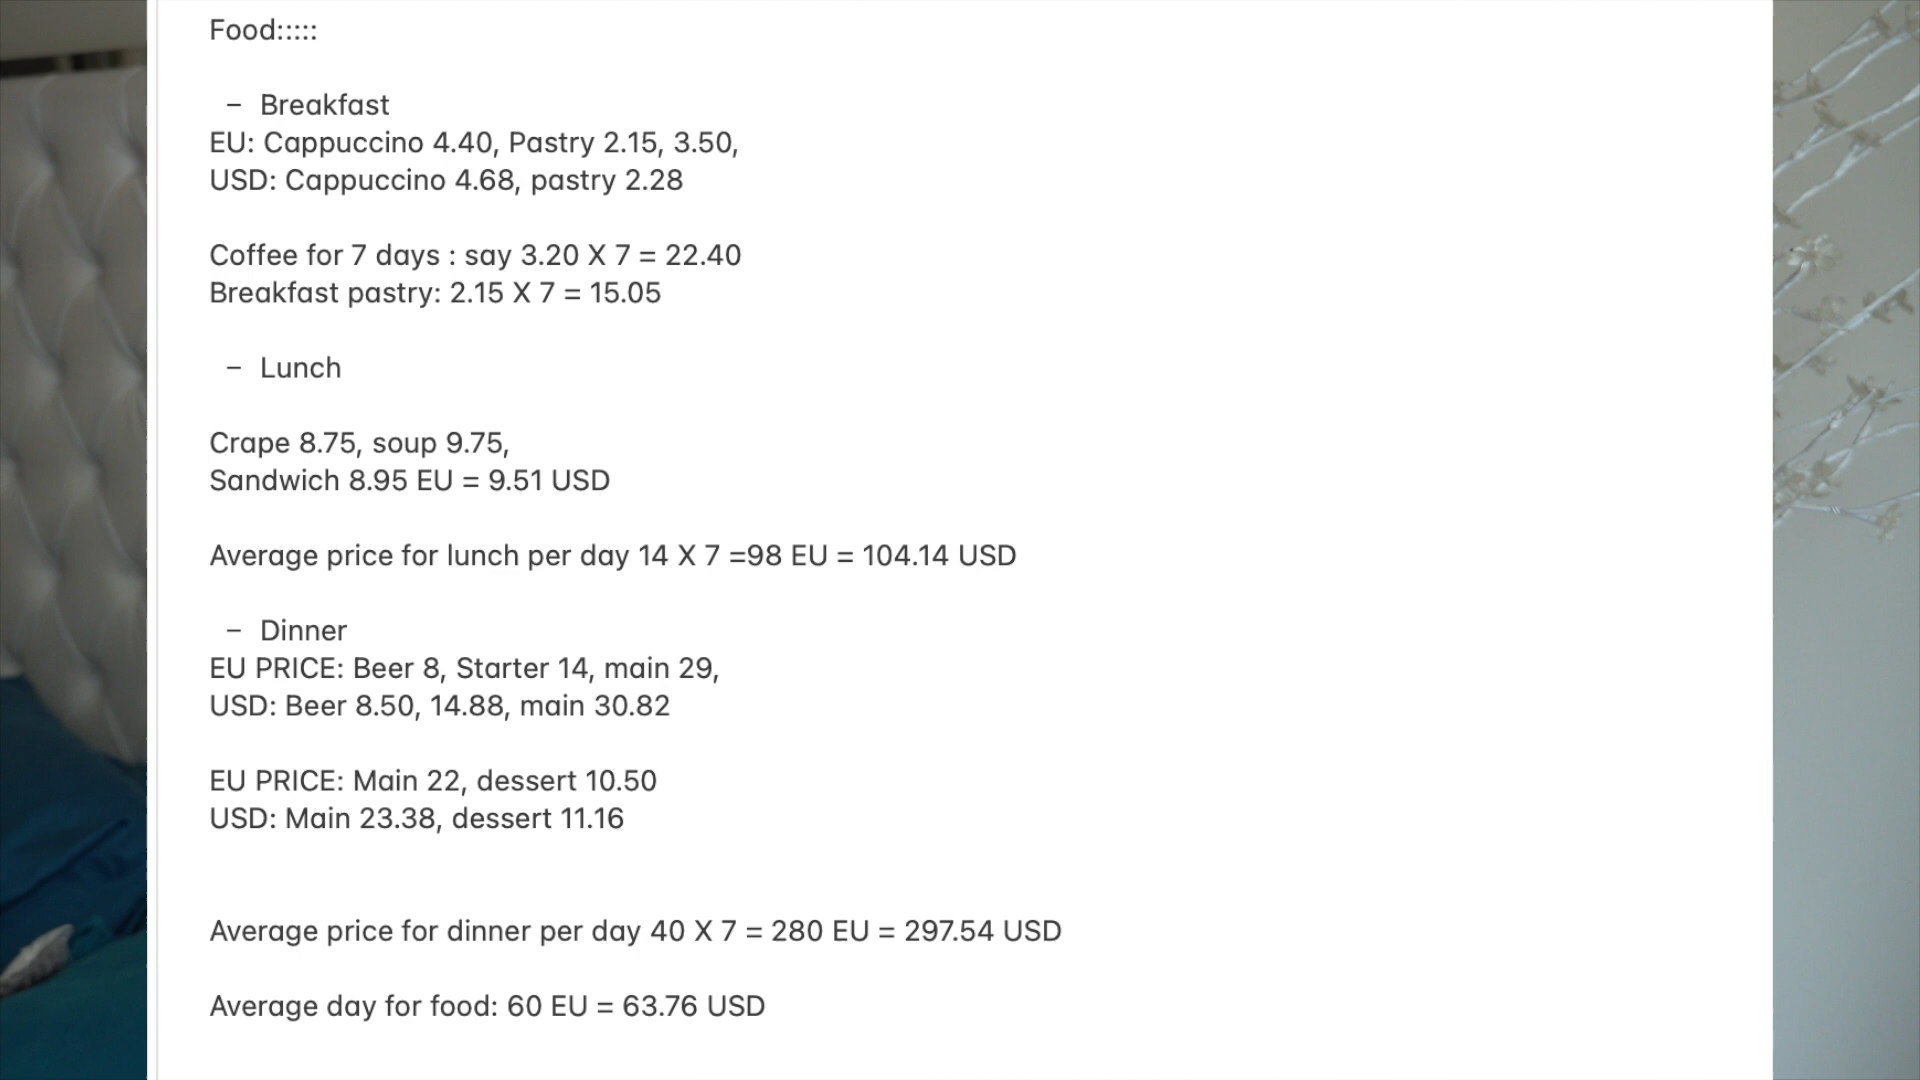 Food:::::
– Breakfast
EU: Cappuccino 4.40, Pastry 2.15, 3.50,
USD: Cappuccino 4.68, pastry 2.28
Coffee for 7 days : say 3.20 X 7 = 22.40
Breakfast pastry: 2.15 X 7 = 15.05
– Lunch
Crape 8.75, soup 9.75,
Sandwich 8.95 EU = 9.51 USD
Average price for lunch per day 14 X 7 =98 EU = 104.14 USD
– Dinner
EU PRICE: Beer 8, Starter 14, main 29,
USD: Beer 8.50, 14.88, main 30.82
EU PRICE: Main 22, dessert 10.50
USD: Main 23.38, dessert 11.16
Average price for dinner per day 40 X 7 = 280 EU = 297.54 USD
Average day for food: 60 EU = 63.76 USD